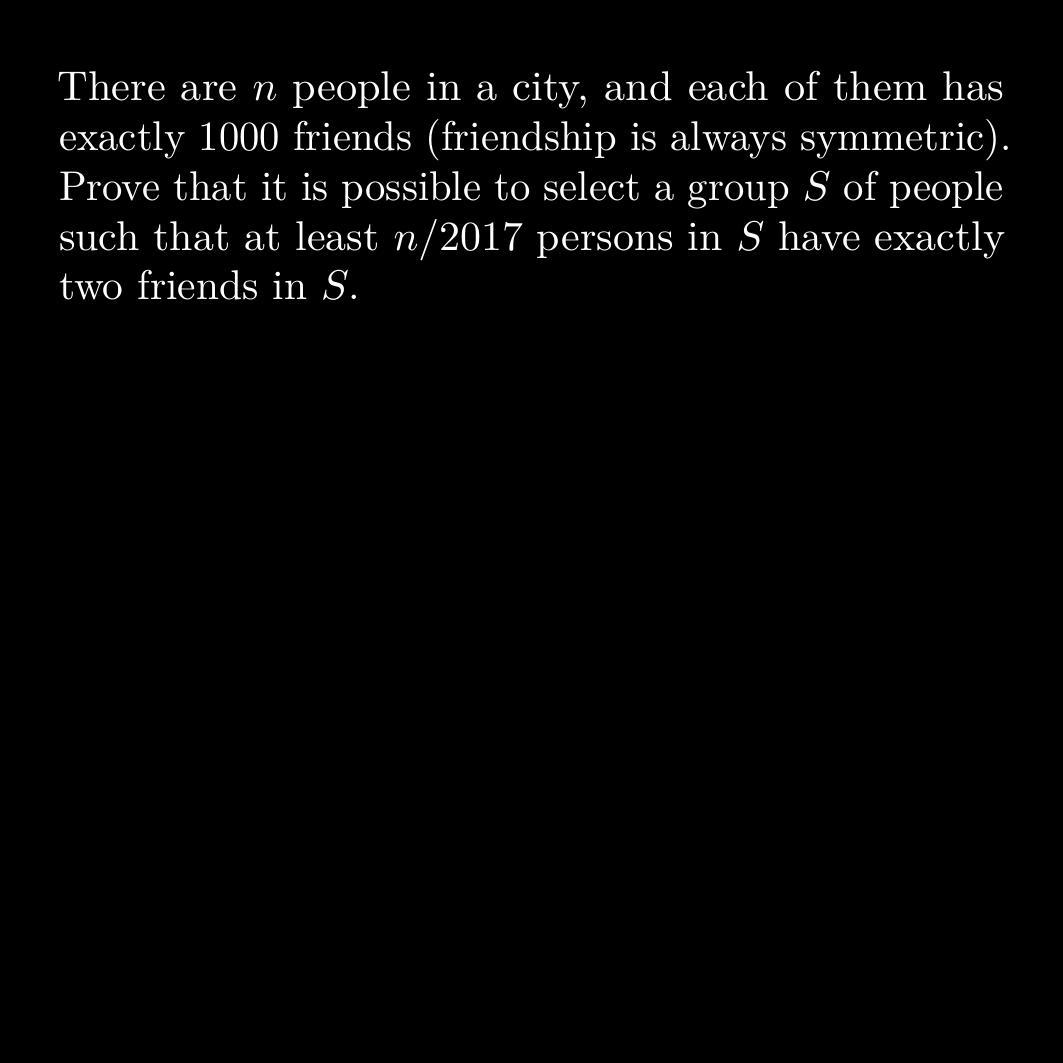 There are n people in a city, and each of them has
exactly 1000 friends (friendship is always symmetric).
Prove that it is possible to select a group S of people
such that at least n/2017 persons in S have exactly
two friends in S.